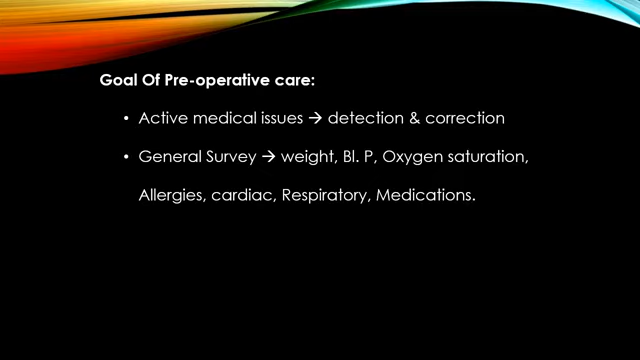 Goal Of Pre-operative care:
• Active medical issues → detection & correction
• General Survey → weight, Bl. P, Oxygen saturation,
Allergies, cardiac, Respiratory, Medications.